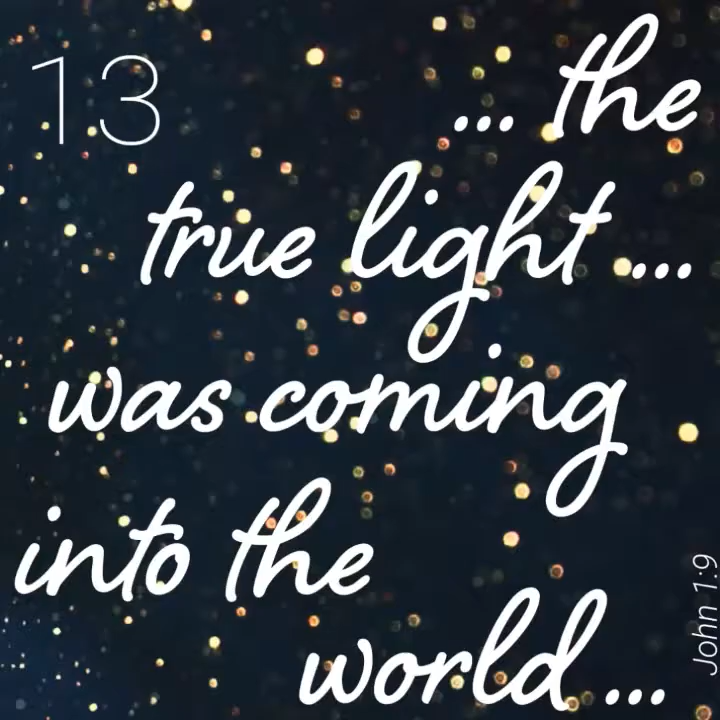 13
... the
true light ...
was coming
into the
world ...
John 1:9